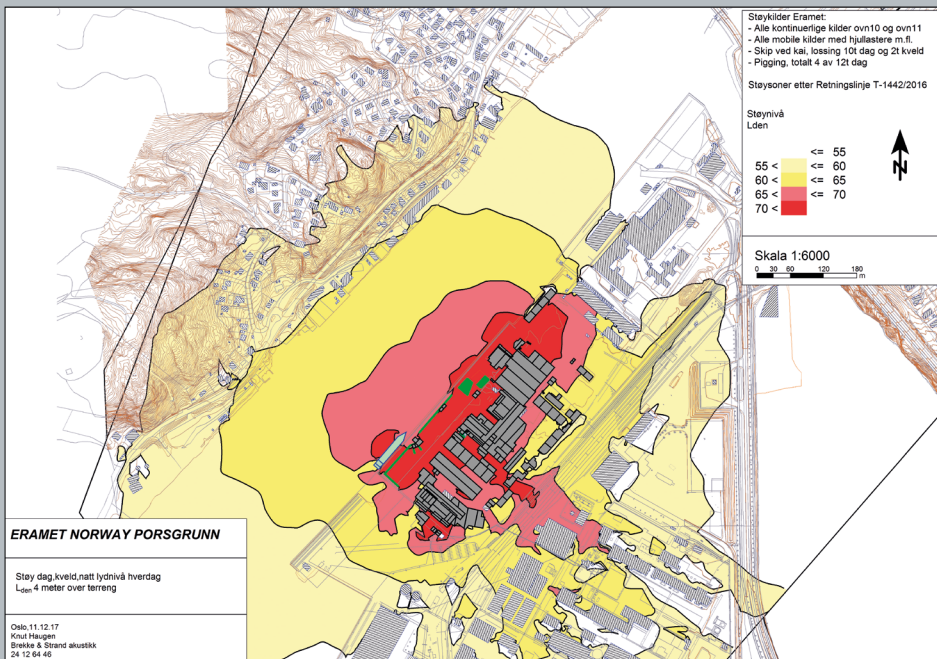 Støykilder Eramet:
- Alle kontinuerlige kilder ovn10 og ovn11
- Alle mobile kilder med hjullastere m.fl.
- Skip ved kai, lossing 10t dag og 2t kveld
- Pigging, totalt 4 av 12t dag
Støysoner etter Retningslinje T-1442/2016
Støynivå
Lden
<= 55
55 < <= 60
60 < <= 65
65 < <= 70
70 <
N
Skala 1:6000
0 30 60 120 180
m
ERAMET NORWAY PORSGRUNN
Støy dag,kveld,natt lydnivå hverdag
Lden 4 meter over terreng
Oslo,11.12.17
Knut Haugen
Brekke & Strand akustikk
24 12 64 46